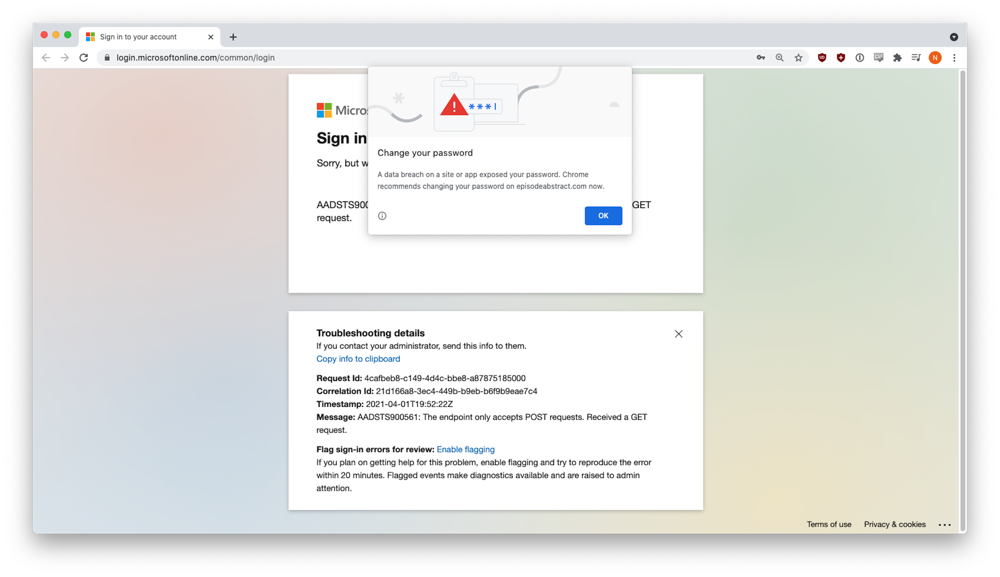 Sign in to your account
login.microsoftonline.com/common/login
N
Micros
Sign in
Sorry, but w
AADSTS900
GET
request.
***
Change your password
A data breach on a site or app exposed your password. Chrome
recommends changing your password on episodeabstract.com now.
OK
Troubleshooting details
If you contact your administrator, send this info to them.
Copy info to clipboard
Request Id: 4cafbeb8-c149-4d4c-bbe8-a87875185000
Correlation Id: 21d166a8-3ec4-449b-b9eb-b6f9b9eae7c4
Timestamp: 2021-04-01T19:52:22Z
Message: AADSTS900561: The endpoint only accepts POST requests. Received a GET
request.
Flag sign-in errors for review: Enable flagging
If you plan on getting help for this problem, enable flagging and try to reproduce the error
within 20 minutes. Flagged events make diagnostics available and are raised to admin
attention.
Terms of use Privacy & cookies ...